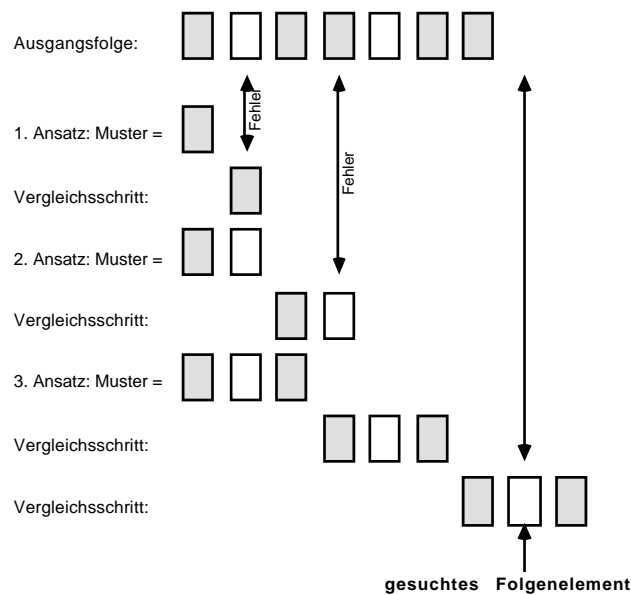 Ausgangsfolge:
Fehler
1. Ansatz: Muster =
Fehler
Vergleichsschritt:
2. Ansatz: Muster =
Vergleichsschritt:
3. Ansatz: Muster =
Vergleichsschritt:
Vergleichsschritt:
gesuchtes Folgenelement